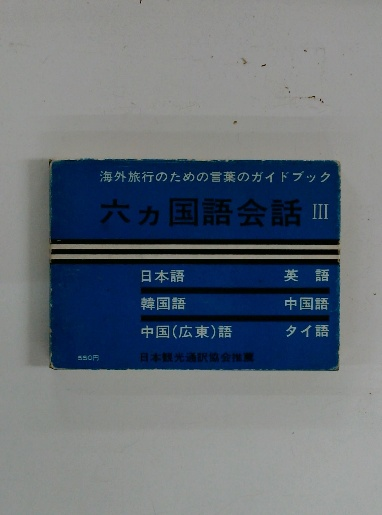 海外旅行のための言葉のガイドブック
六ヵ国語会話 III
日本語 英語
韓国語 中国語
中国(広東)語 タイ語
550円 日本観光通訳協会推薦